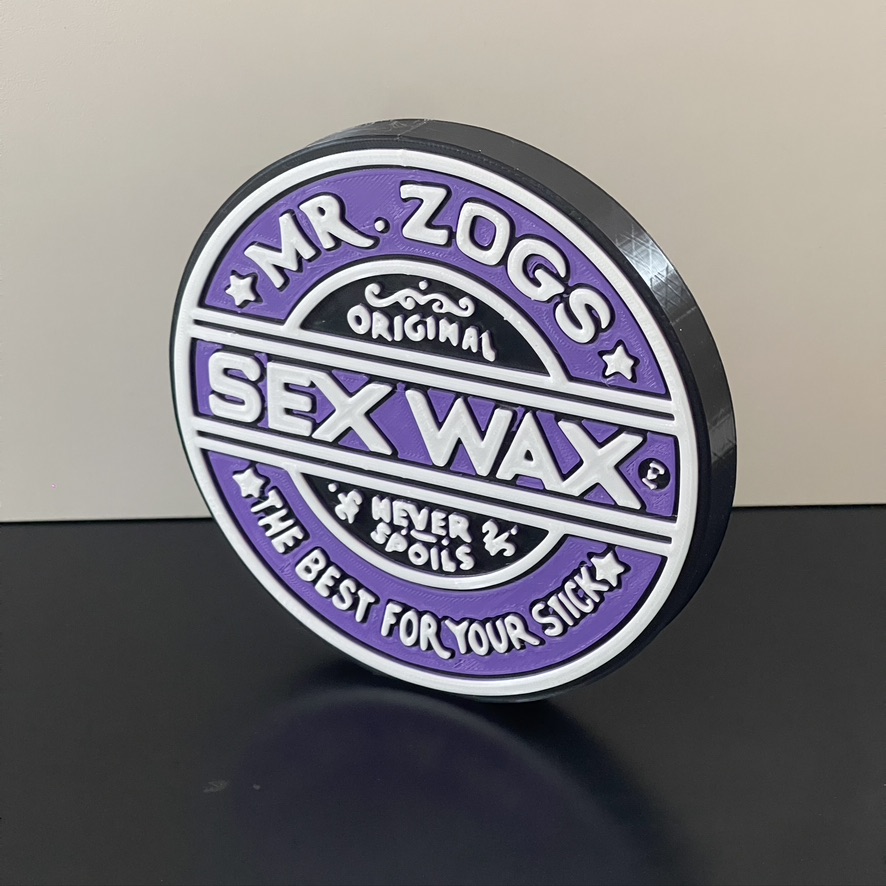 MR. ZOGS
ORIGINAL
SEX WAX
NEVER
SPOILS
THE BEST FOR YOUR STICK